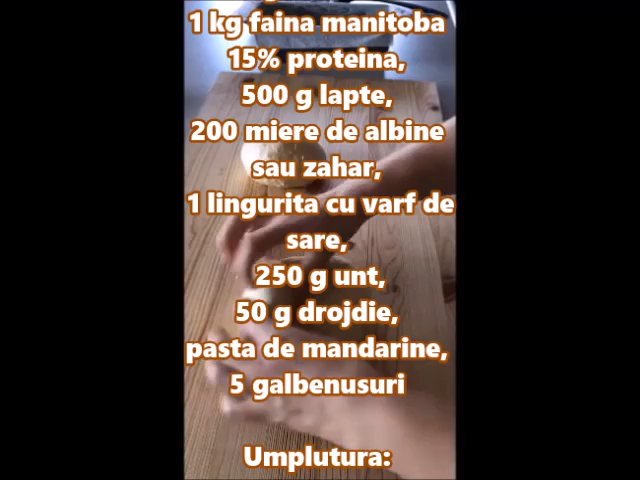 1 kg faina manitoba
15% proteina,
500 g lapte,
200 miere de albine
sau zahar,
1 lingurita cu varf de
sare,
250 g unt,
50 g drojdie,
pasta de mandarine,
5 galbenusuri
Umplutura: